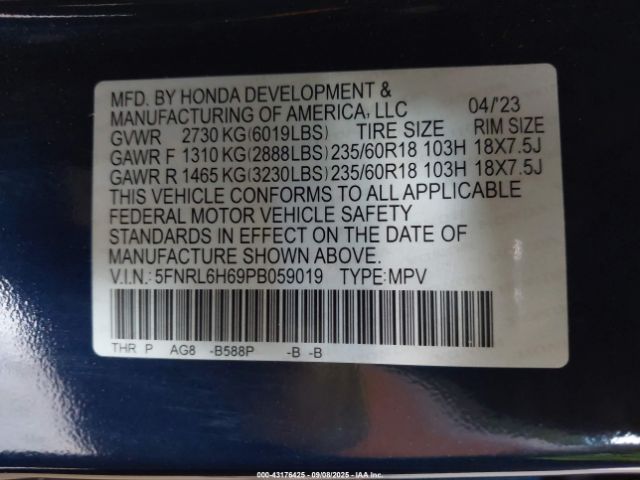 MFD. BY HONDA DEVELOPMENT &
MANUFACTURING OF AMERICA, LLC 04/'23
GVWR 2730 KG(6019LBS) TIRE SIZE RIM SIZE
GAWR F 1310 KG(2888LBS) 235/60R18 103H 18X7.5J
GAWR R 1465 KG(3230LBS) 235/60R18 103H 18X7.5J
THIS VEHICLE CONFORMS TO ALL APPLICABLE
FEDERAL MOTOR VEHICLE SAFETY
STANDARDS IN EFFECT ON THE DATE OF
MANUFACTURE SHOWN ABOVE.
V.I.N.: 5FNRL6H69PB059019 TYPE:MPV
THR P AG8 -B588P -B -B
000-43176425 - 09/08/2025 - IAA Inc.